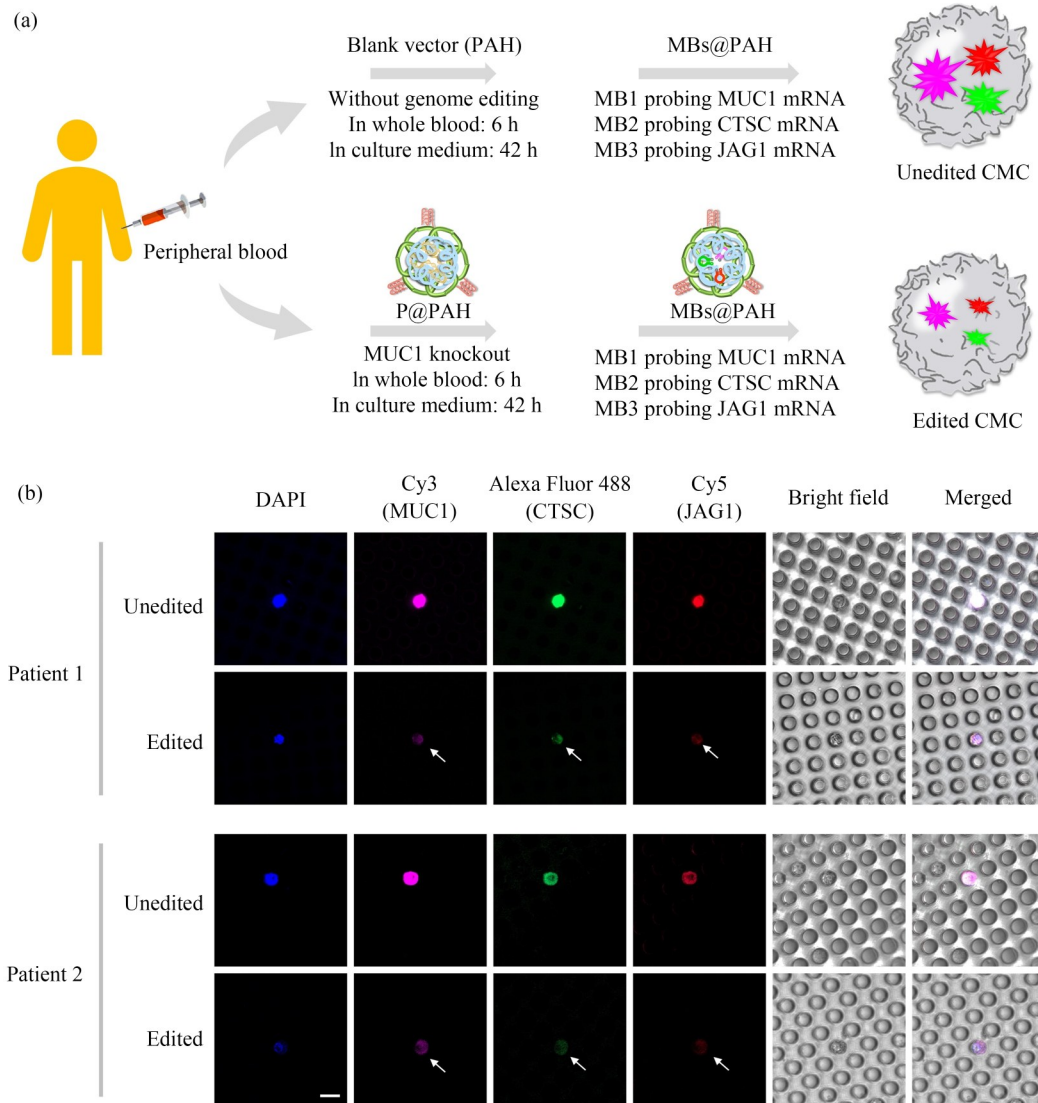 (a)
Blank vector (PAH)
Without genome editing
In whole blood: 6 h
ln culture medium: 42 h
MBs@PAH
MB1 probing MUC1 mRNA
MB2 probing CTSC mRNA
MB3 probing JAG1 mRNA
Unedited CMC
Peripheral blood
P@PAH
MUC1 knockout
ln whole blood: 6 h
In culture medium: 42 h
MBs@PAH
MB1 probing MUC1 mRNA
MB2 probing CTSC mRNA
MB3 probing JAG1 mRNA
Edited CMC
(b)
DAPI
Cy3
(MUC1)
Alexa Fluor 488
(CTSC)
Cy5
(JAG1)
Bright field
Merged
Patient 1
Unedited
Edited
Patient 2
Unedited
Edited